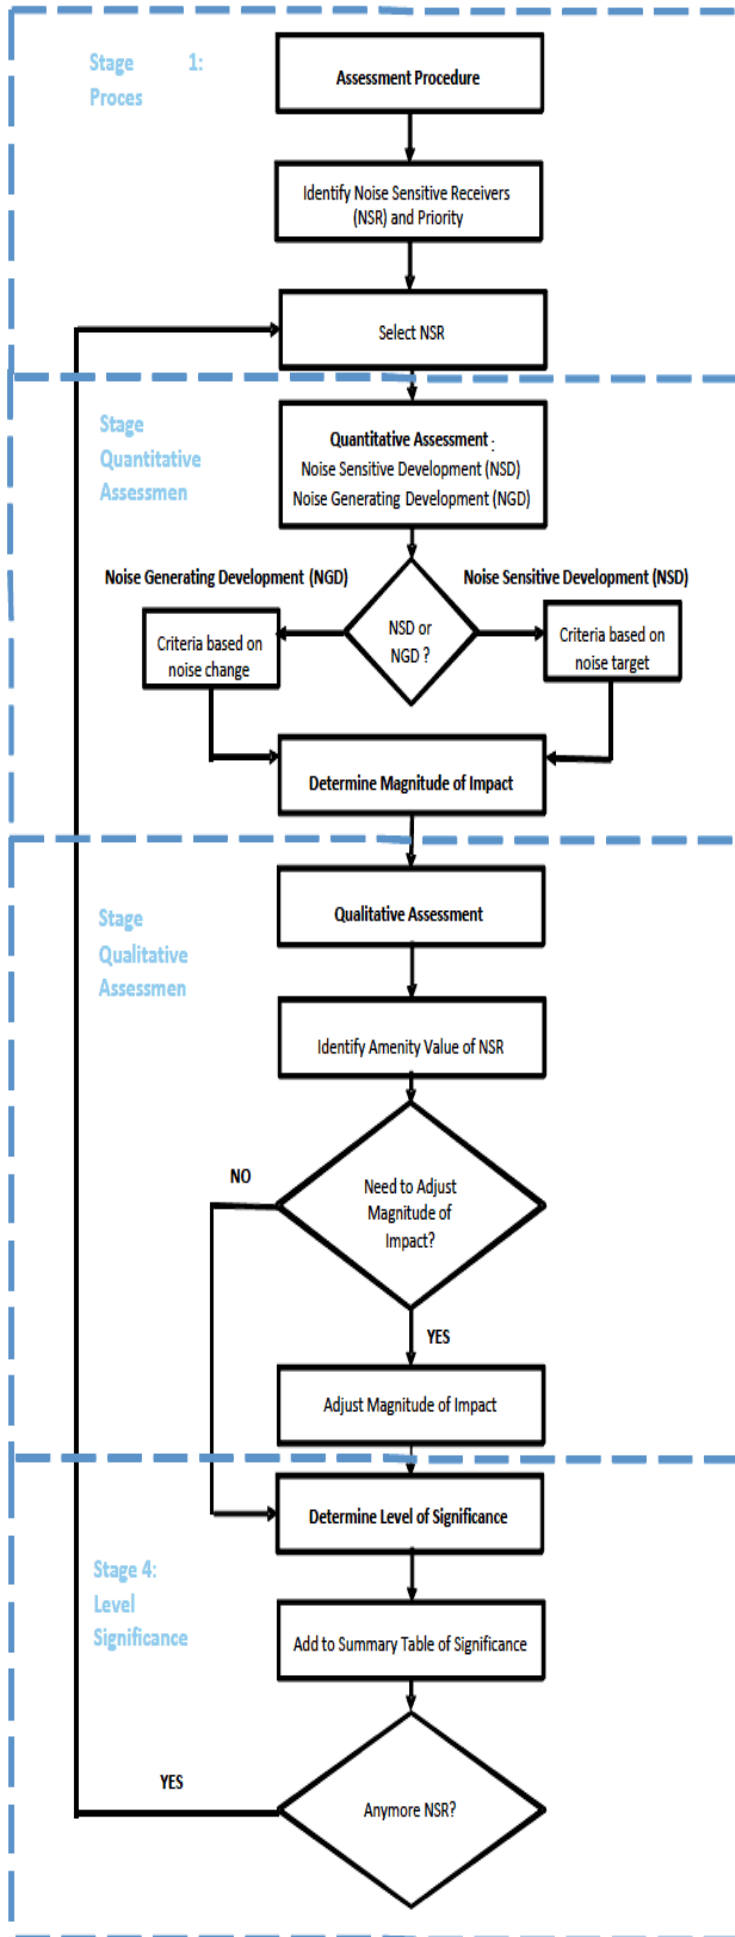 Stage 1:
Proces
Assessment Procedure
Identify Noise Sensitive Receivers
(NSR) and Priority
Select NSR
Stage
Quantitative
Assessmen
Quantitative Assessment :
Noise Sensitive Development (NSD)
Noise Generating Development (NGD)
Noise Generating Development (NGD)
Noise Sensitive Development (NSD)
NSD or
NGD ?
Criteria based on
noise change
Criteria based on
noise target
Determine Magnitude of Impact
Stage
Qualitative
Assessmen
Qualitative Assessment
Identify Amenity Value of NSR
NO
Need to Adjust
Magnitude of
Impact?
YES
Adjust Magnitude of Impact
Determine Level of Significance
Stage 4:
Level
Significance
Add to Summary Table of Significance
YES
Anymore NSR?